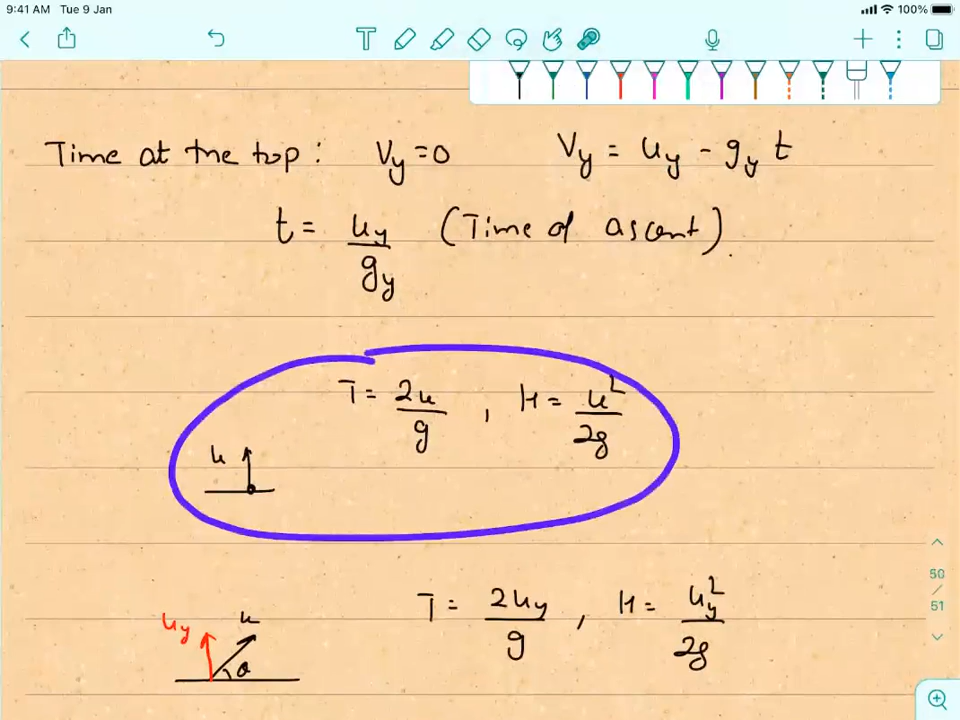 9:41 AM Tue 9 Jan 100%
Time at the top: Vy = 0 Vy = uy - gy t
t = uy/gy (Time of ascent).
T = 2u/g , H = u²/2g
u
T = 2uy/g , H = uy²/2g
uy u
θ
50
/
51